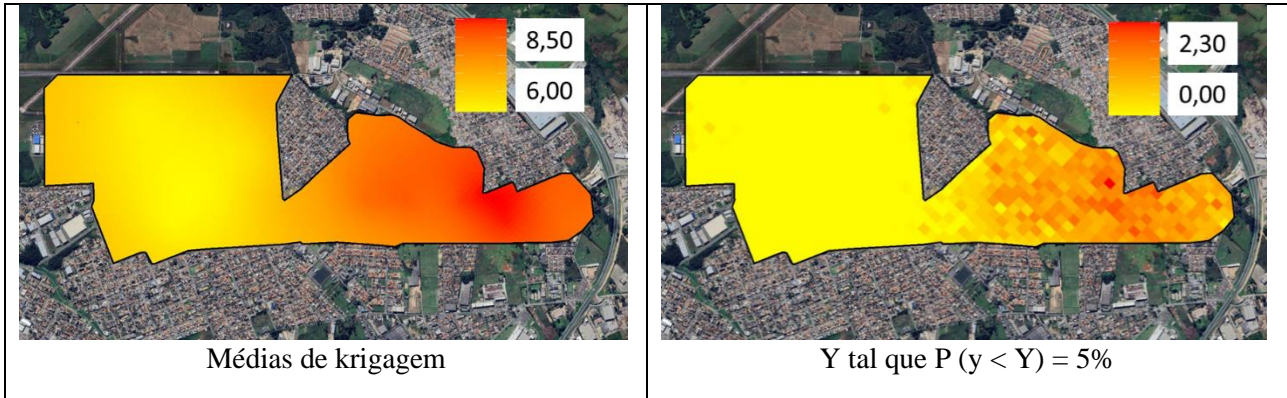 8,50
6,00
Médias de krigagem
2,30
0,00
Y tal que P (y < Y) = 5%